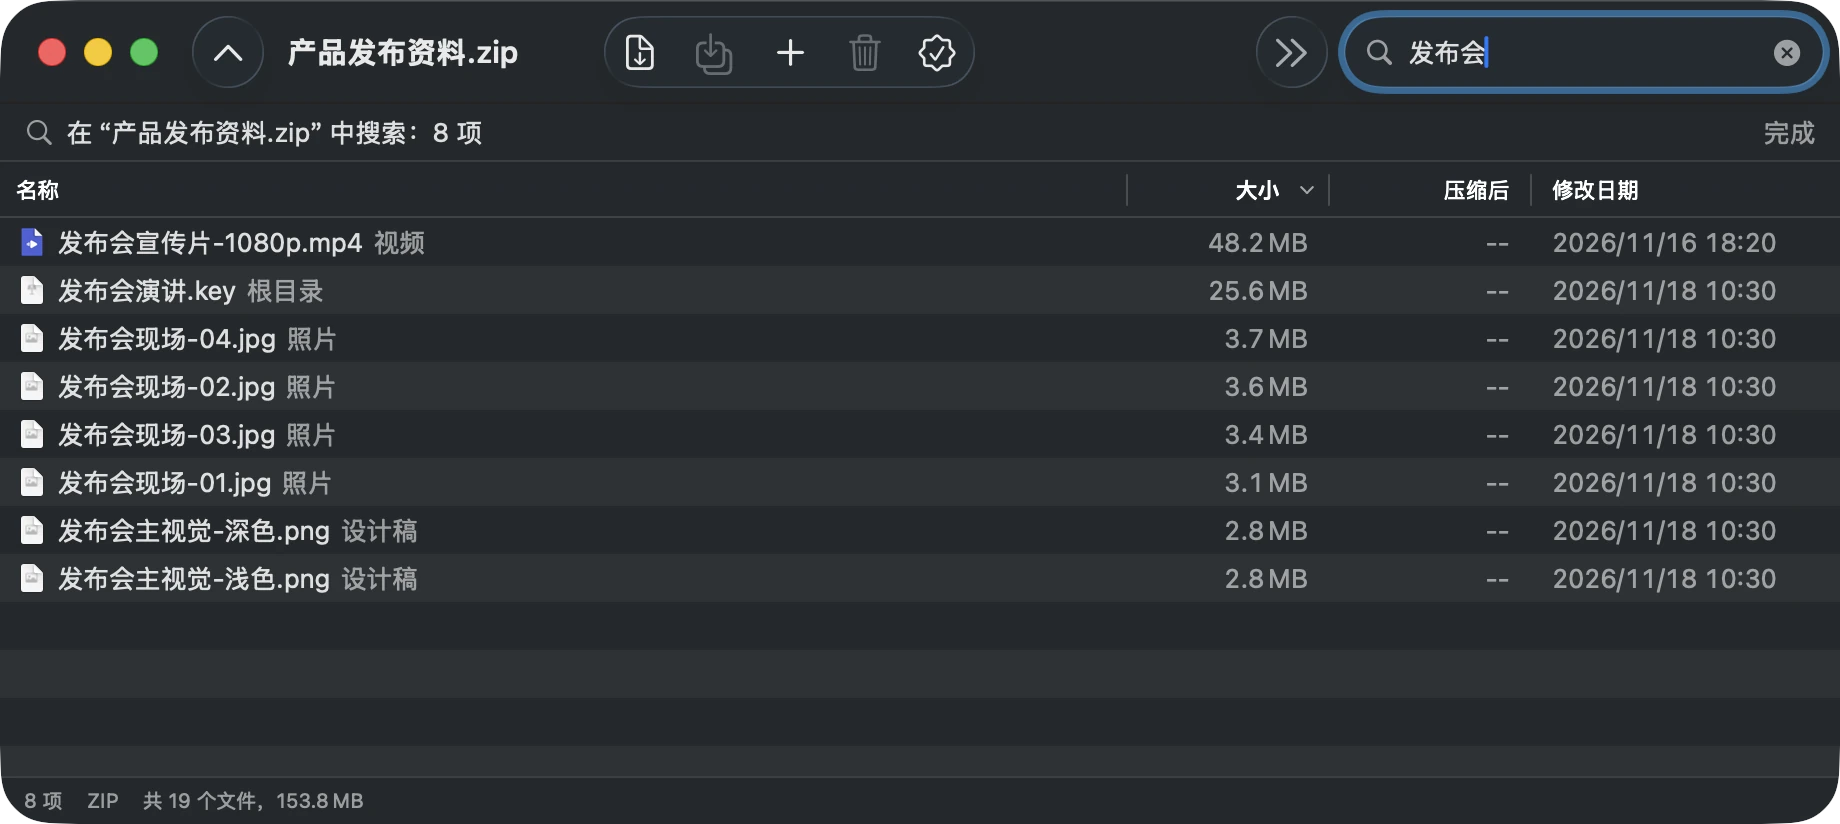 产品发布资料.zip
发布会
在 “产品发布资料.zip” 中搜索：8 项
完成
名称 大小 压缩后 修改日期
发布会宣传片-1080p.mp4 视频 48.2 MB -- 2026/11/16 18:20
发布会演讲.key 根目录 25.6 MB -- 2026/11/18 10:30
发布会现场-04.jpg 照片 3.7 MB -- 2026/11/18 10:30
发布会现场-02.jpg 照片 3.6 MB -- 2026/11/18 10:30
发布会现场-03.jpg 照片 3.4 MB -- 2026/11/18 10:30
发布会现场-01.jpg 照片 3.1 MB -- 2026/11/18 10:30
发布会主视觉-深色.png 设计稿 2.8 MB -- 2026/11/18 10:30
发布会主视觉-浅色.png 设计稿 2.8 MB -- 2026/11/18 10:30
8 项 ZIP 共 19 个文件，153.8 MB